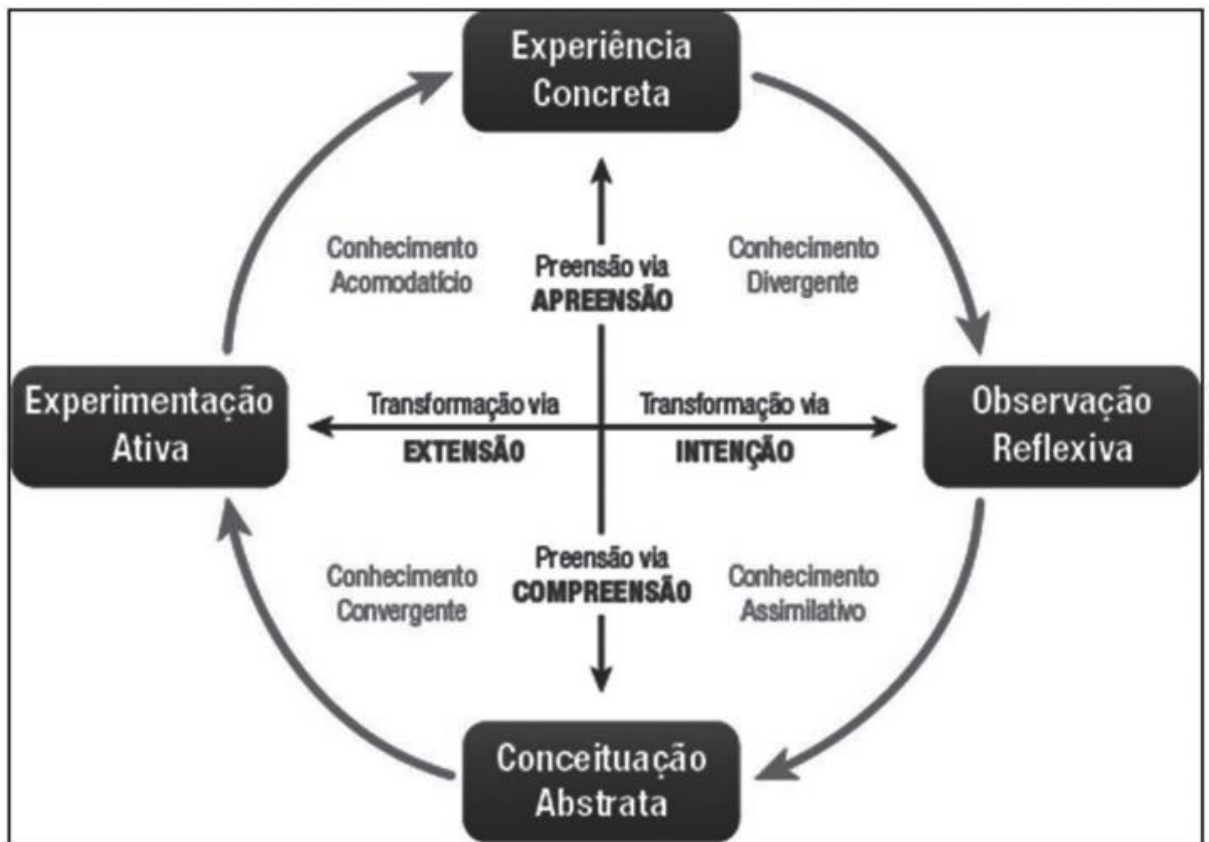 Experiência
Concreta
Conhecimento
Acomodatício
Preensão via
APREENSÃO
Conhecimento
Divergente
Experimentação
Ativa
Transformação via
EXTENSÃO
Transformação via
INTENÇÃO
Observação
Reflexiva
Conhecimento
Convergente
Preensão via
COMPREENSÃO
Conhecimento
Assimilativo
Conceituação
Abstrata